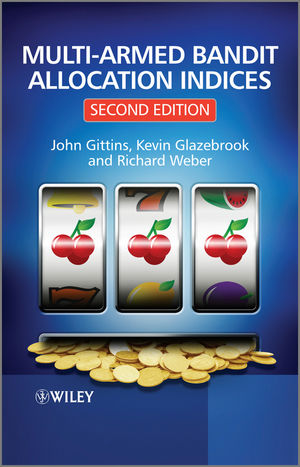 MULTI-ARMED BANDIT
ALLOCATION INDICES
SECOND EDITION
John Gittins, Kevin Glazebrook
and Richard Weber
WILEY